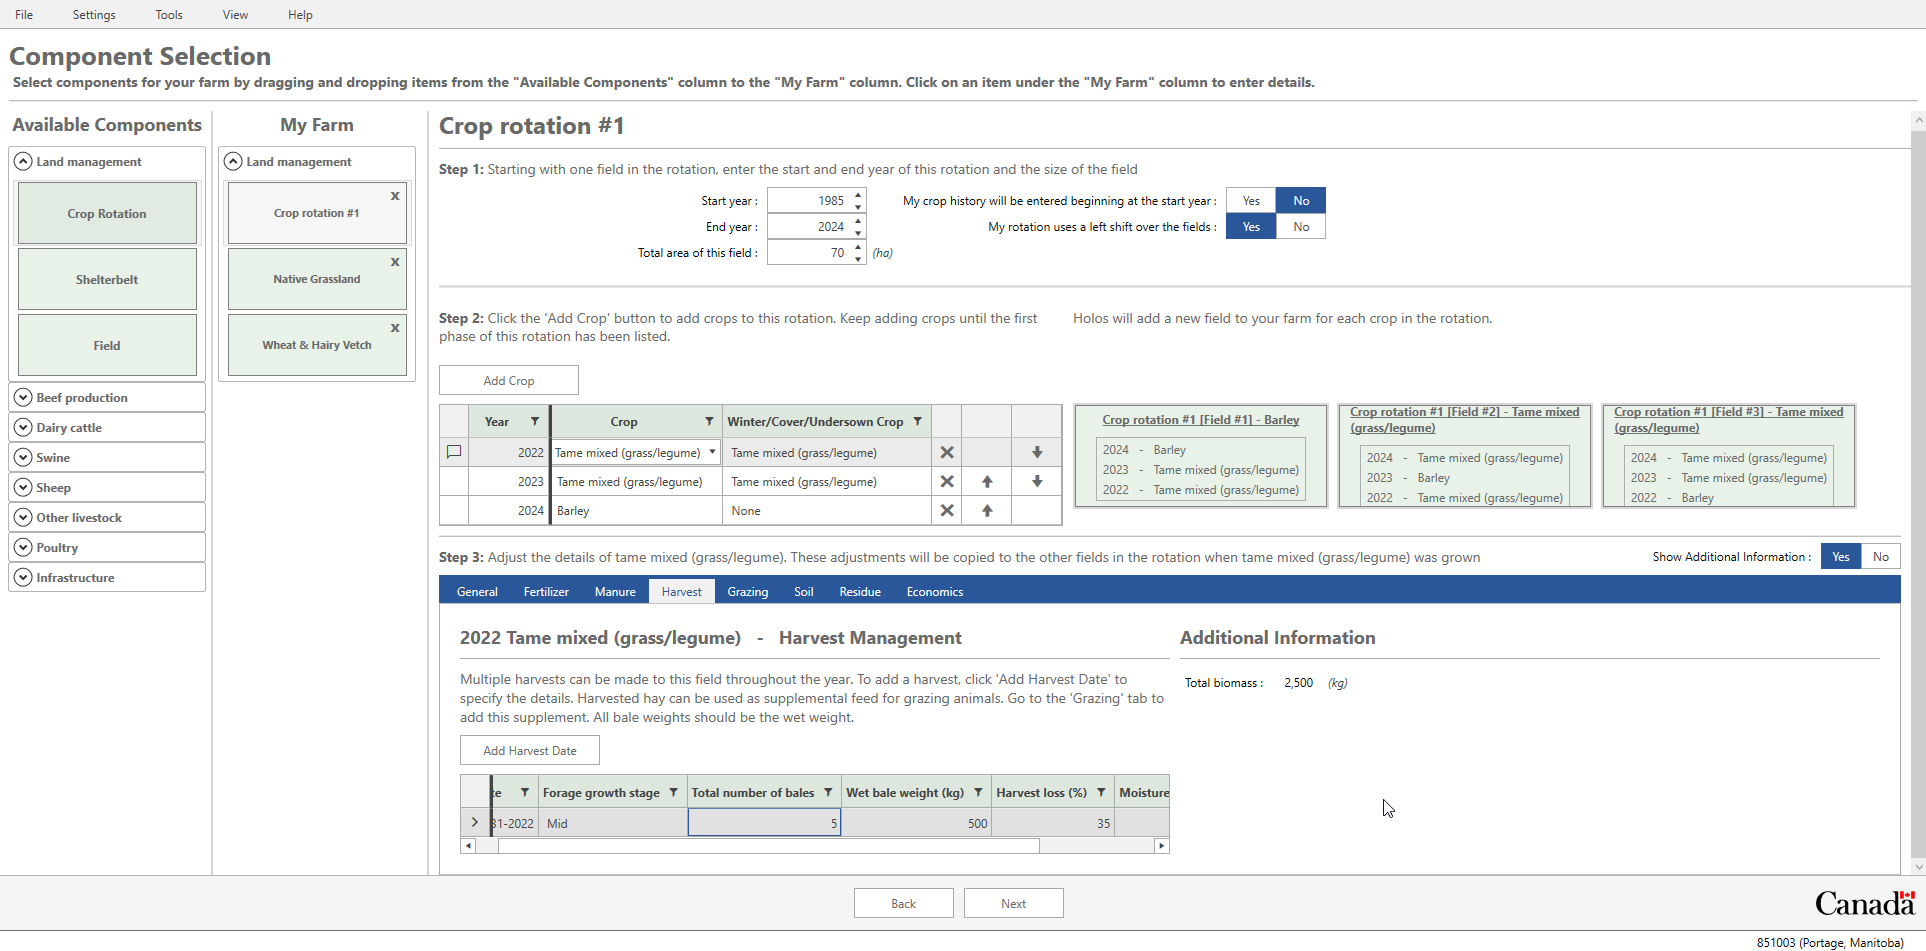 File Settings Tools View Help
Component Selection
Select components for your farm by dragging and dropping items from the "Available Components" column to the "My Farm" column. Click on an item under the "My Farm" column to enter details.
Available Components
Land management
Crop Rotation
Shelterbelt
Field
Beef production
Dairy cattle
Swine
Sheep
Other livestock
Poultry
Infrastructure
My Farm
Land management
x
Crop rotation #1
x
Native Grassland
x
Wheat & Hairy Vetch
Crop rotation #1
Step 1: Starting with one field in the rotation, enter the start and end year of this rotation and the size of the field
Start year : 1985 My crop history will be entered beginning at the start year : Yes No
End year : 2024 My rotation uses a left shift over the fields : Yes No
Total area of this field : 70 (ha)
Step 2: Click the 'Add Crop' button to add crops to this rotation. Keep adding crops until the first
phase of this rotation has been listed.
Holos will add a new field to your farm for each crop in the rotation.
Add Crop
Year Crop Winter/Cover/Undersown Crop
2022 Tame mixed (grass/legume) Tame mixed (grass/legume)
2023 Tame mixed (grass/legume) Tame mixed (grass/legume)
2024 Barley None
Crop rotation #1 [Field #1] - Barley
2024 - Barley
2023 - Tame mixed (grass/legume)
2022 - Tame mixed (grass/legume)
Crop rotation #1 [Field #2] - Tame mixed
(grass/legume)
2024 - Tame mixed (grass/legume)
2023 - Barley
2022 - Tame mixed (grass/legume)
Crop rotation #1 [Field #3] - Tame mixed
(grass/legume)
2024 - Tame mixed (grass/legume)
2023 - Tame mixed (grass/legume)
2022 - Barley
Step 3: Adjust the details of tame mixed (grass/legume). These adjustments will be copied to the other fields in the rotation when tame mixed (grass/legume) was grown
Show Additional Information : Yes No
General Fertilizer Manure Harvest Grazing Soil Residue Economics
2022 Tame mixed (grass/legume) - Harvest Management
Multiple harvests can be made to this field throughout the year. To add a harvest, click 'Add Harvest Date' to
specify the details. Harvested hay can be used as supplemental feed for grazing animals. Go to the 'Grazing' tab to
add this supplement. All bale weights should be the wet weight.
Add Harvest Date
te Forage growth stage Total number of bales Wet bale weight (kg) Harvest loss (%) Moisture
31-2022 Mid 5 500 35
Additional Information
Total biomass : 2,500 (kg)
Back Next
Canada
851003 (Portage, Manitoba)